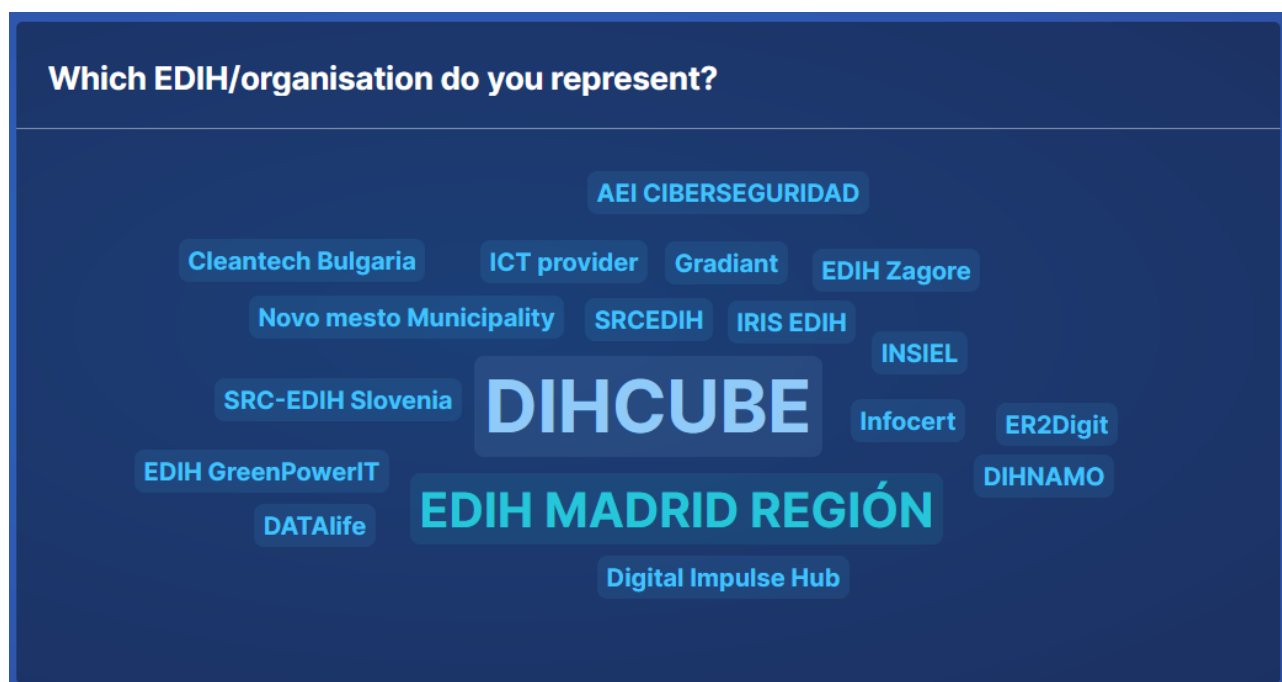 Which EDIH/organisation do you represent?
AEI CIBERSEGURIDAD
Cleantech Bulgaria
ICT provider
Gradiant
EDIH Zagore
Novo mesto Municipality
SRCEDIH
IRIS EDIH
INSIEL
SRC-EDIH Slovenia
DIHCUBE
Infocert
ER2Digit
EDIH GreenPowerIT
DIHNAMO
EDIH MADRID REGIÓN
DATAlife
Digital Impulse Hub